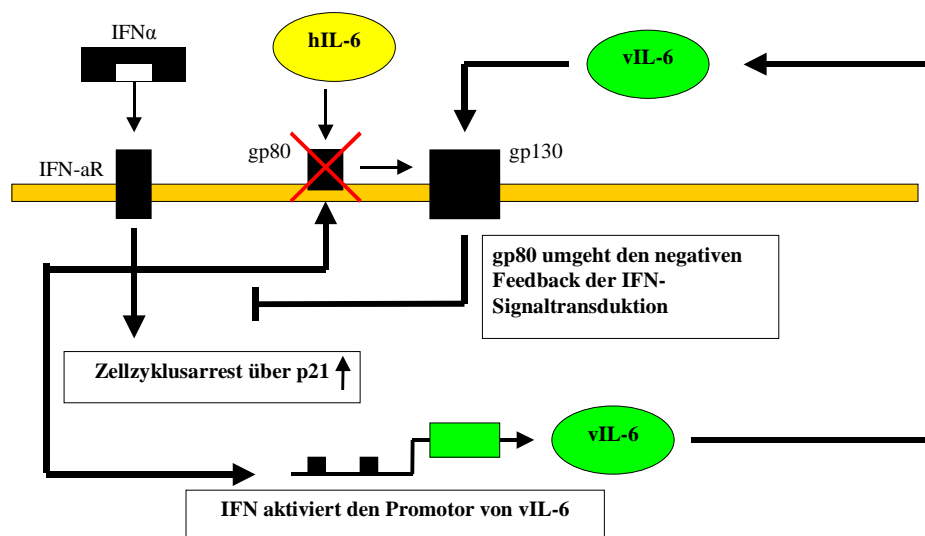 IFNα
hIL-6
vIL-6
gp80
gp130
IFN-aR
gp80 umgeht den negativen
Feedback der IFN-
Signaltransduktion
Zellzyklusarrest über p21
vIL-6
IFN aktiviert den Promotor von vIL-6